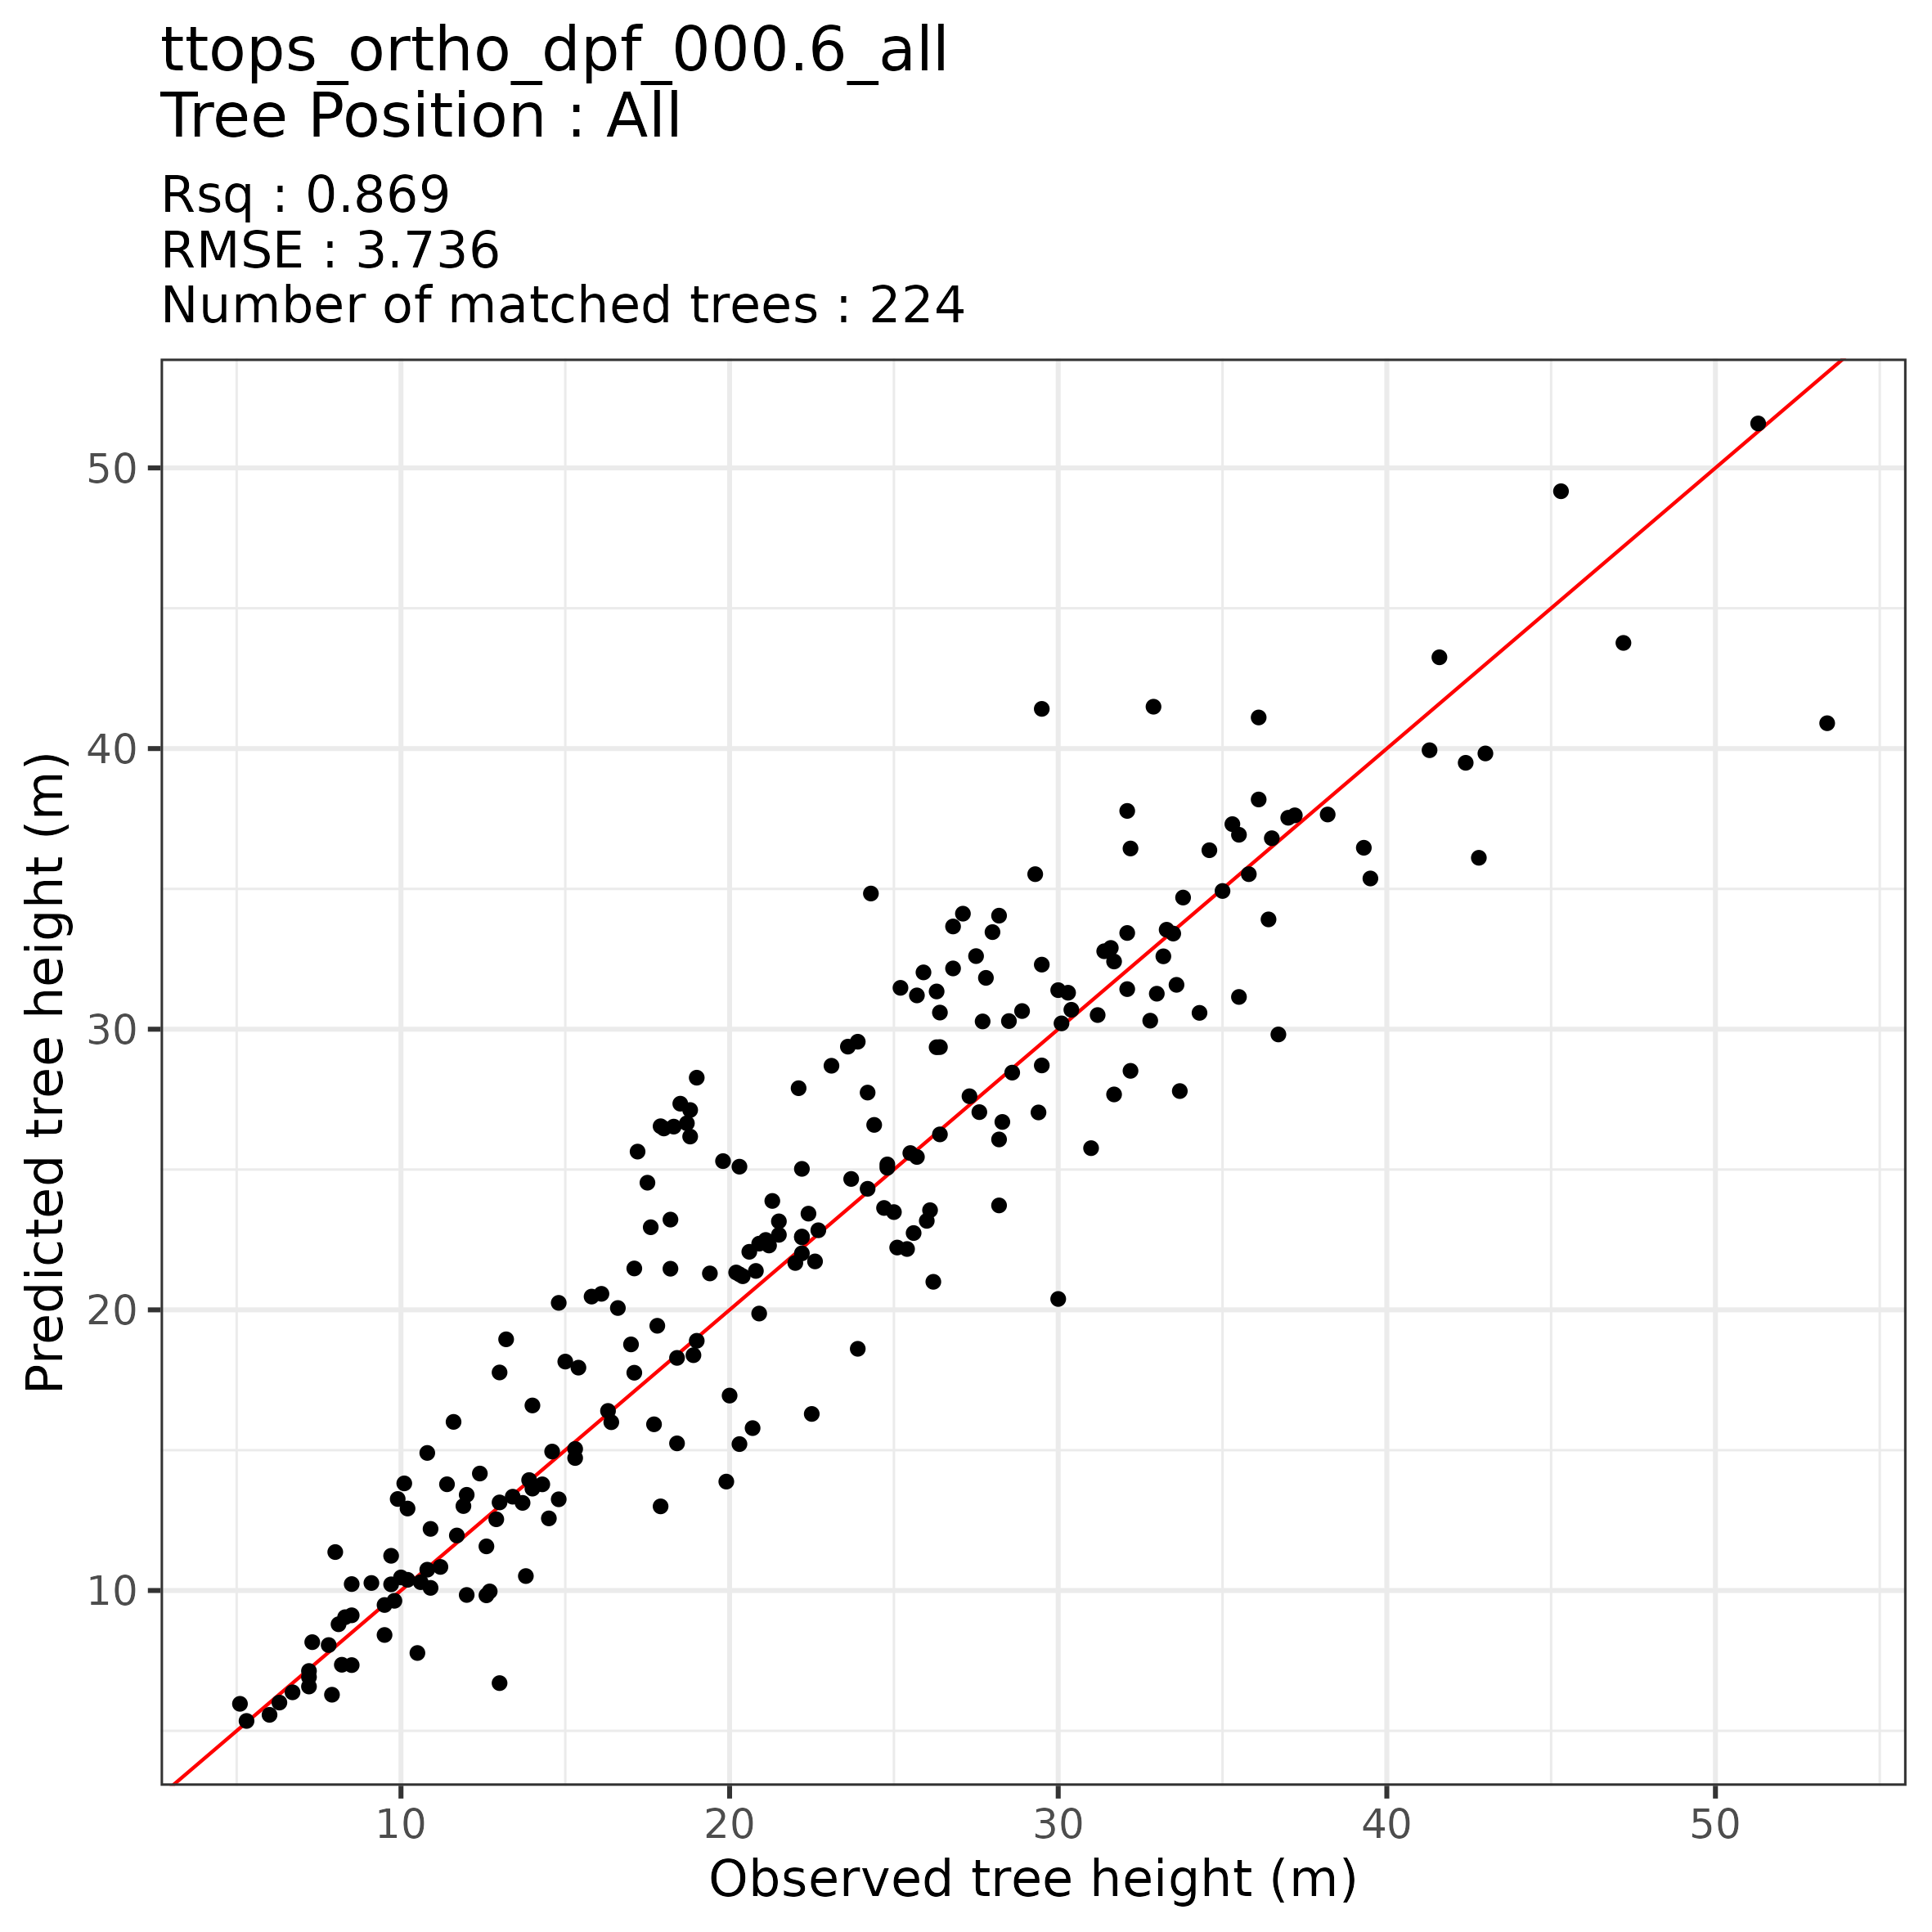 ttops_ortho_dpf_000.6_all
Tree Position : All
Rsq : 0.869
RMSE : 3.736
Number of matched trees : 224
50
40
30
20
10
Predicted tree height (m)
10 20 30 40 50
Observed tree height (m)